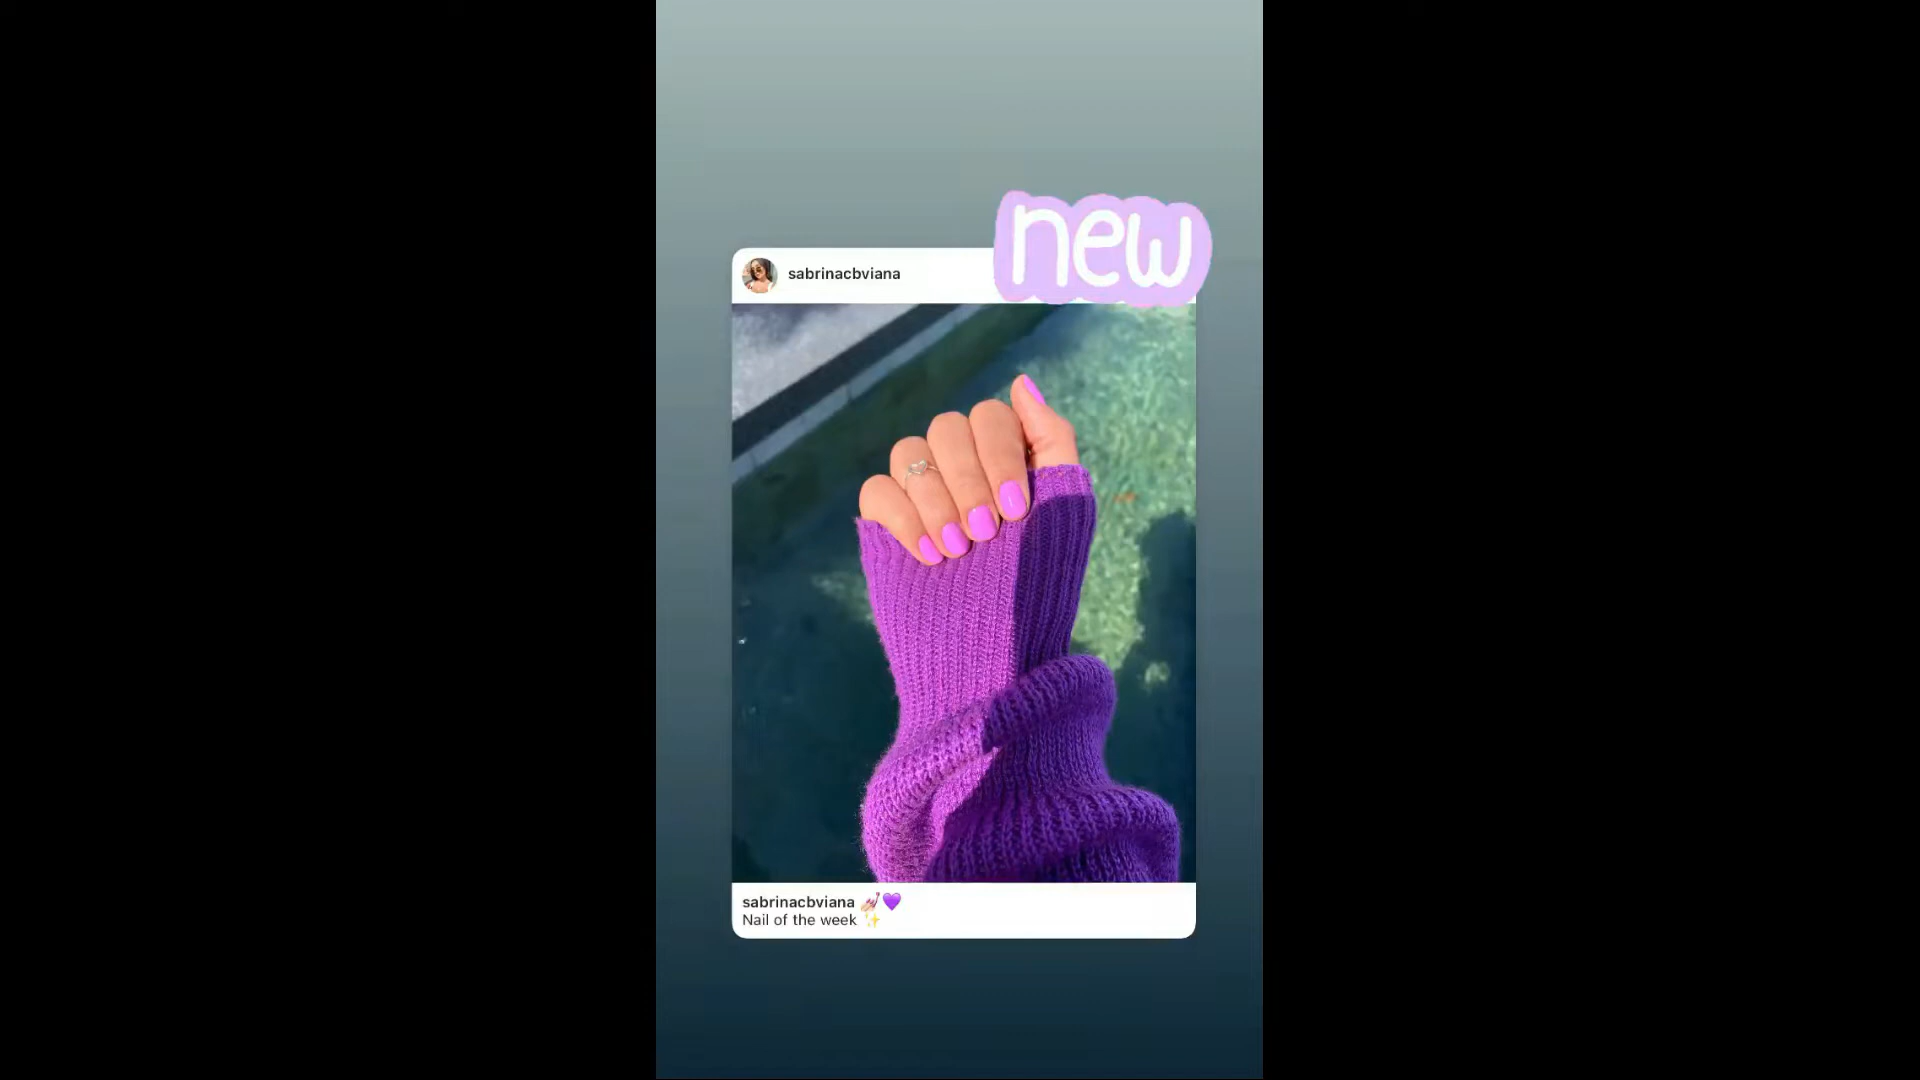 new
sabrinacbviana
sabrinacbviana 💅💜
Nail of the week ✨